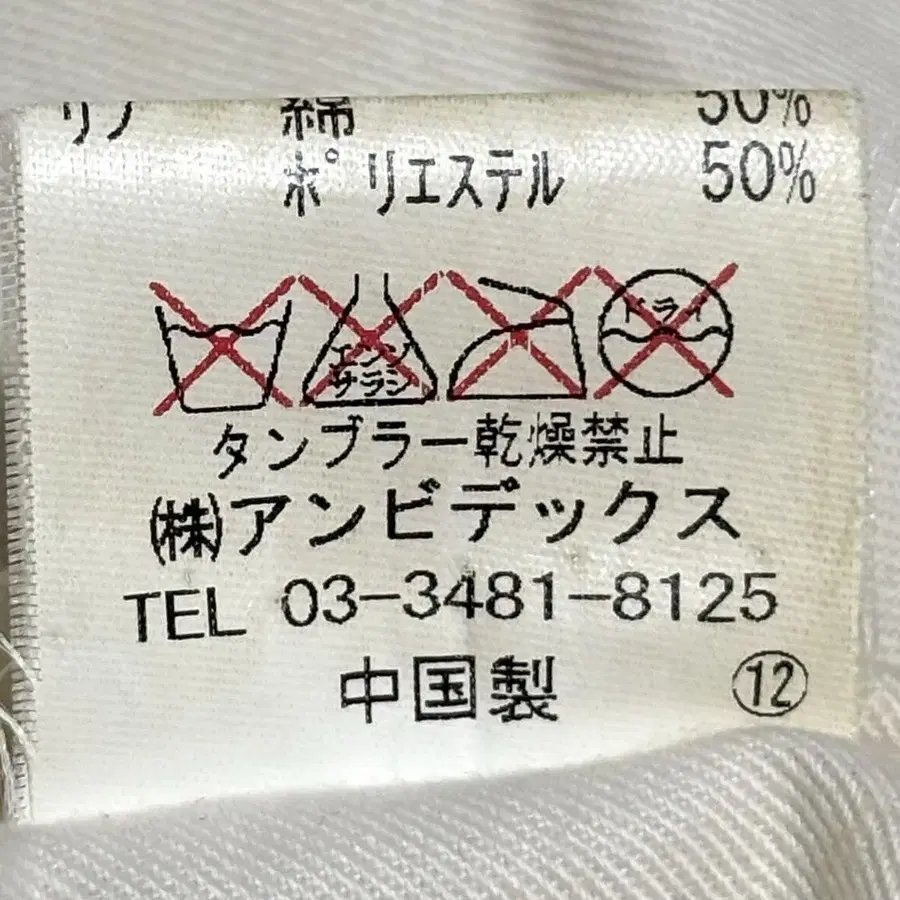 綿 50%
ポリエステル 50%
エンソ サラシ ドライ
タンブラー乾燥禁止
㈱アンビデックス
TEL 03-3481-8125
中国製 ⑫